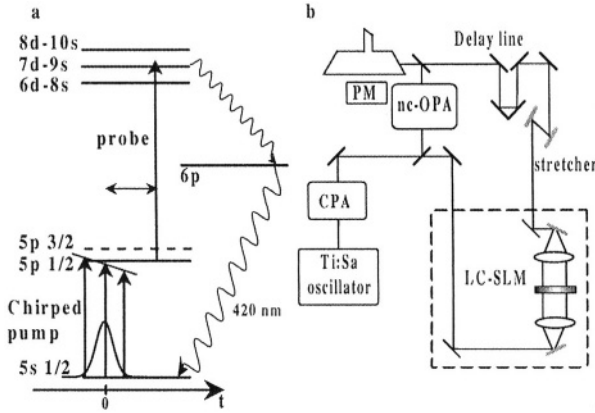 a
8d-10s
7d-9s
6d-8s
probe
6p
5p 3/2
5p 1/2
Chirped
pump
420 nm
5s 1/2
0
t
b
Delay line
PM
nc-OPA
stretcher
CPA
Ti:Sa
oscillator
LC-SLM